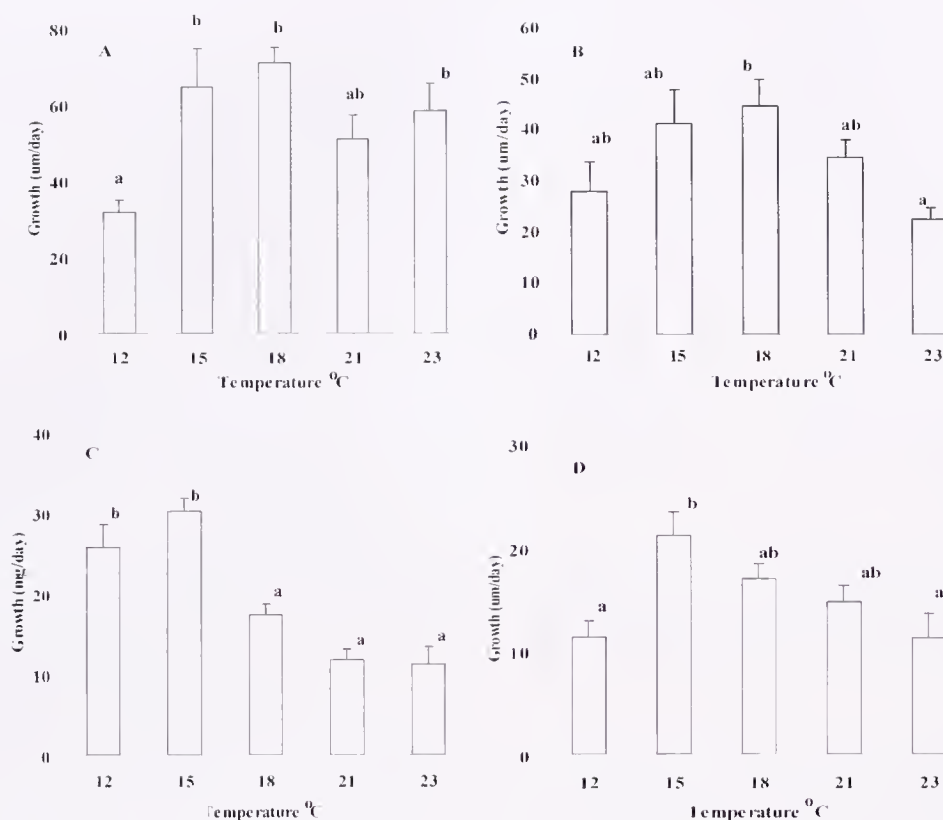 A
80
60
40
20
0
Growth (um/day)
a
b
b
ab
b
12 15 18 21 23
Temperature °C
B
60
50
40
30
20
10
0
Growth (um/day)
ab
ab
b
ab
a
12 15 18 21 23
Temperature °C
C
40
30
20
10
0
Growth (ng/day)
b
b
a
a
a
12 15 18 21 23
Temperature °C
D
30
20
10
0
Growth (um/day)
a
b
ab
ab
a
12 15 18 21 23
Temperature °C